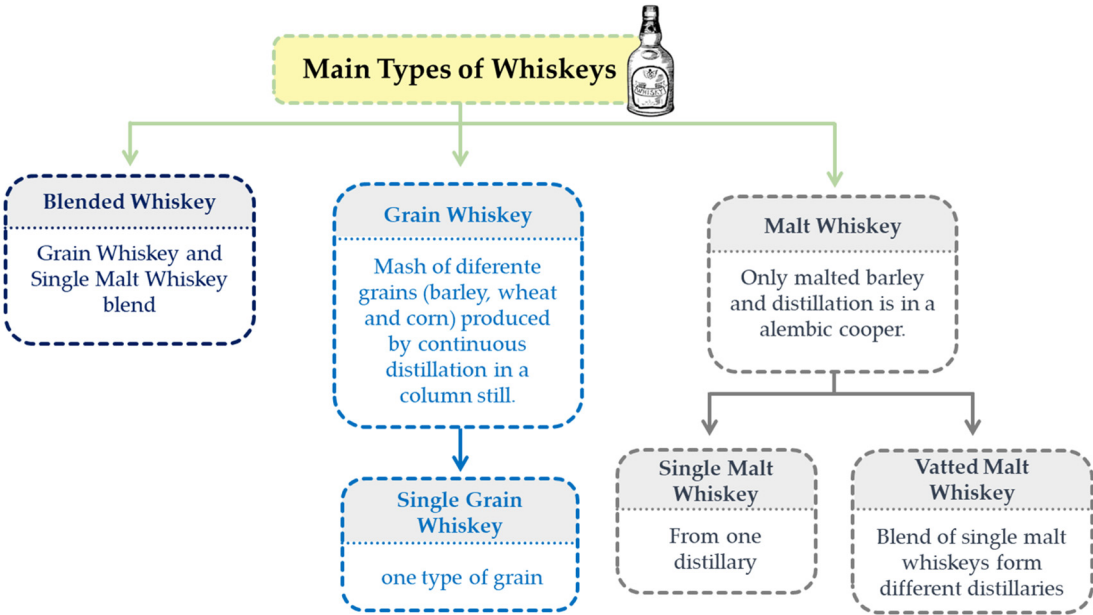 Main Types of Whiskeys
WHISKY
Blended Whiskey
Grain Whiskey and
Single Malt Whiskey
blend
Grain Whiskey
Mash of diferente
grains (barley, wheat
and corn) produced
by continuous
distillation in a
column still.
Malt Whiskey
Only malted barley
and distillation is in a
alembic cooper.
Single Grain
Whiskey
one type of grain
Single Malt
Whiskey
From one
distillary
Vatted Malt
Whiskey
Blend of single malt
whiskeys form
different distillaries